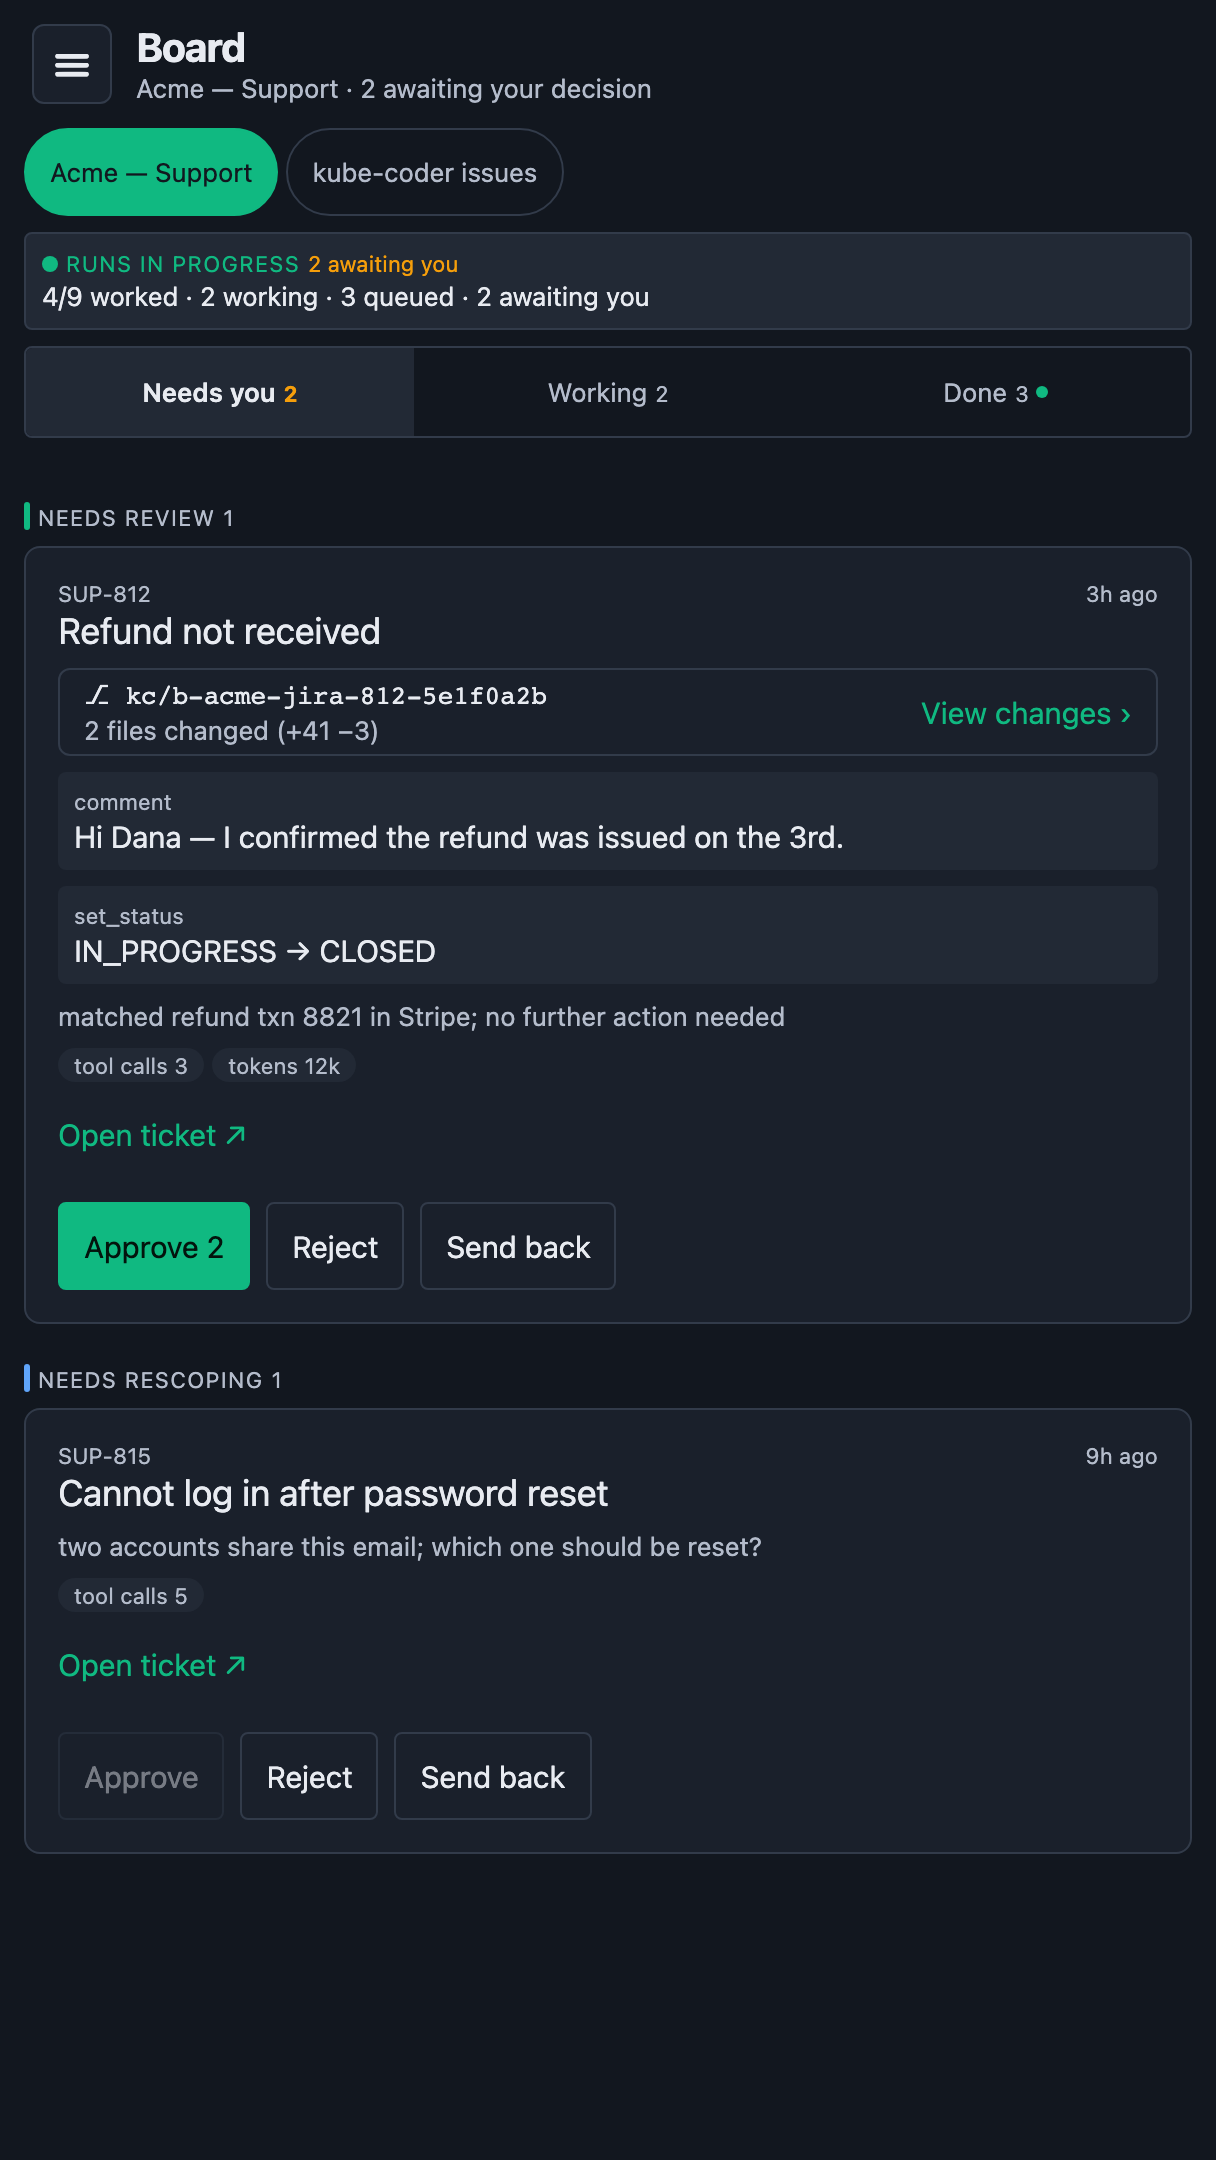 Board
Acme — Support · 2 awaiting your decision
Acme — Support
kube-coder issues
RUNS IN PROGRESS 2 awaiting you
4/9 worked · 2 working · 3 queued · 2 awaiting you
Needs you 2
Working 2
Done 3
NEEDS REVIEW 1
SUP-812
3h ago
Refund not received
kc/b-acme-jira-812-5e1f0a2b
2 files changed (+41 −3)
View changes ›
comment
Hi Dana — I confirmed the refund was issued on the 3rd.
set_status
IN_PROGRESS → CLOSED
matched refund txn 8821 in Stripe; no further action needed
tool calls 3
tokens 12k
Open ticket ↗
Approve 2
Reject
Send back
NEEDS RESCOPING 1
SUP-815
9h ago
Cannot log in after password reset
two accounts share this email; which one should be reset?
tool calls 5
Open ticket ↗
Approve
Reject
Send back